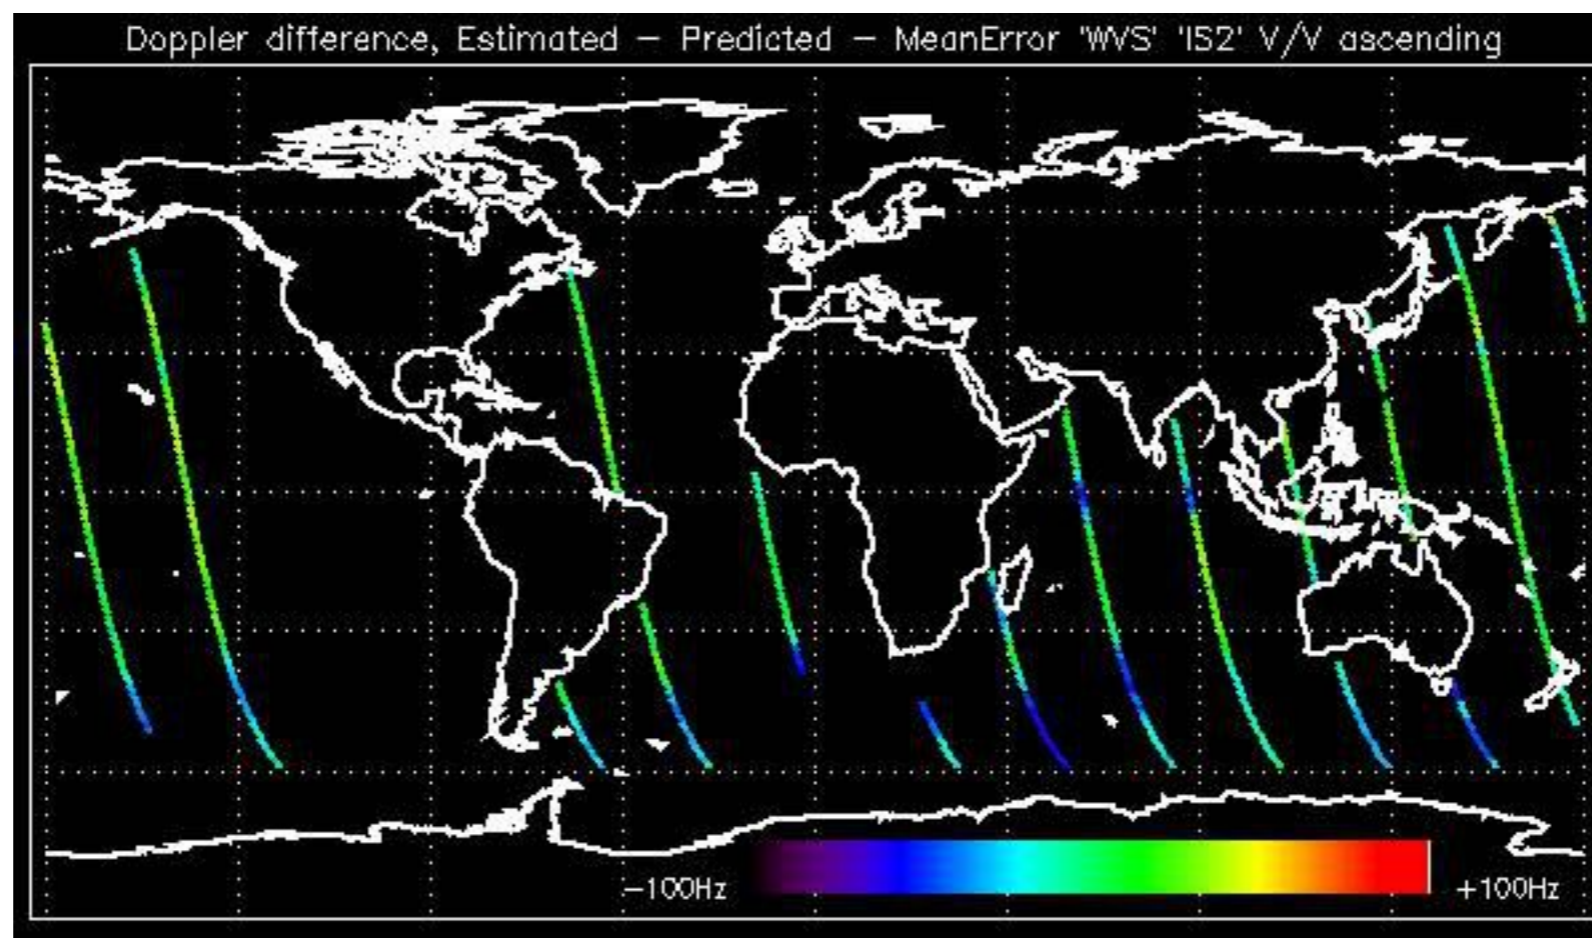 Doppler difference, Estimated - Predicted - MeanError 'WVS' 'IS2' V/V ascending
-100Hz
+100Hz